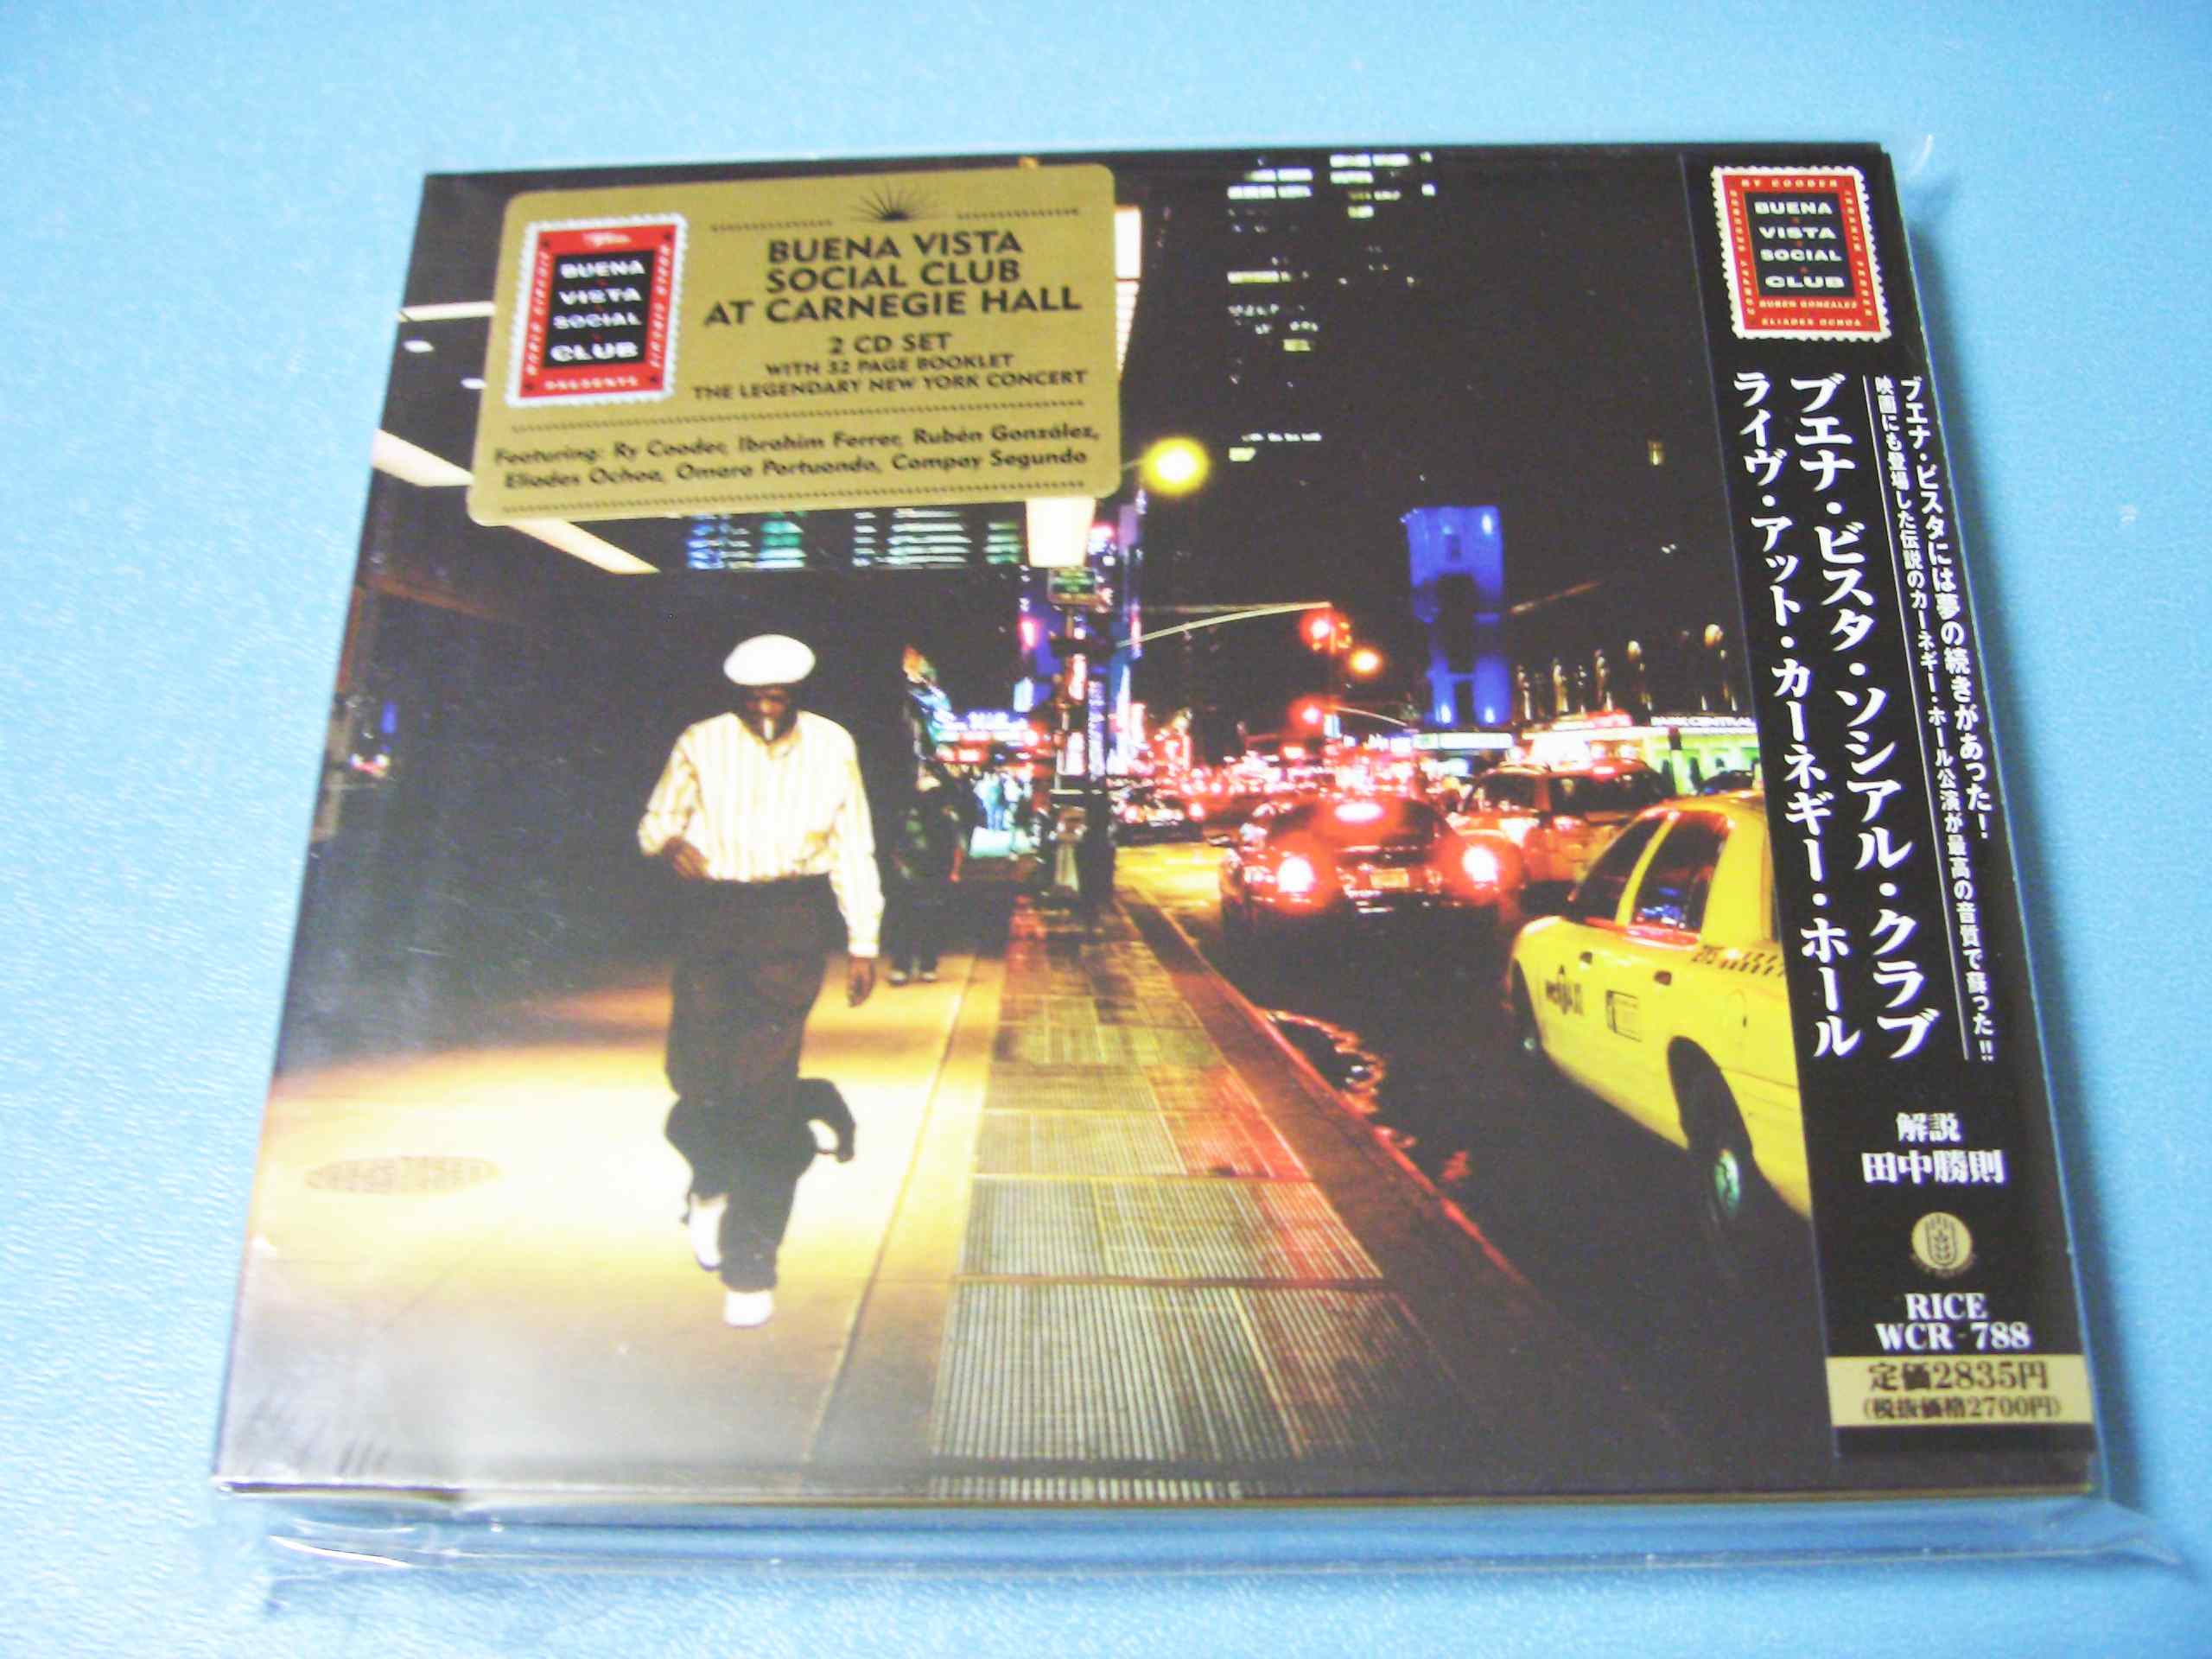 BUENA
VISTA
SOCIAL
CLUB
PRESENTS
BUENA VISTA
SOCIAL CLUB
AT CARNEGIE HALL
2 CD SET
WITH 32 PAGE BOOKLET
THE LEGENDARY NEW YORK CONCERT
Featuring: Ry Cooder, Ibrahim Ferrer, Rubén González,
Eliades Ochoa, Omara Portuondo, Compay Segundo
PARK CENTRAL
RY COODER
BUENA
VISTA
SOCIAL
CLUB
RUBEN GONZALEZ
ELIADES OCHOA
ブエナ・ビスタには夢の続きがあった!
映画にも登場した伝説のカーネギー・ホール公演が最高の音質で蘇った!!
ブエナ・ビスタ・ソシアル・クラブ
ライヴ・アット・カーネギー・ホール
解説
田中勝則
RICE
WCR-788
定価2835円
(税抜価格2700円)